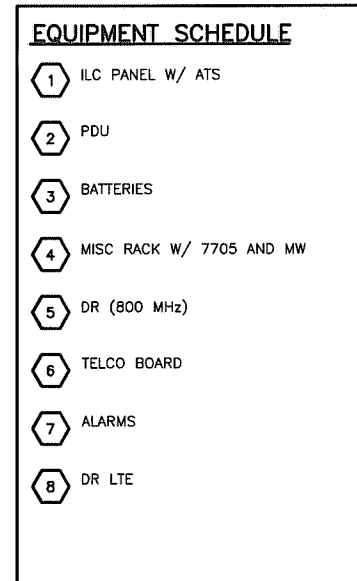 EQUIPMENT SCHEDULE
1 ILC PANEL W/ ATS
2 PDU
3 BATTERIES
4 MISC RACK W/ 7705 AND MW
5 DR (800 MHz)
6 TELCO BOARD
7 ALARMS
8 DR LTE